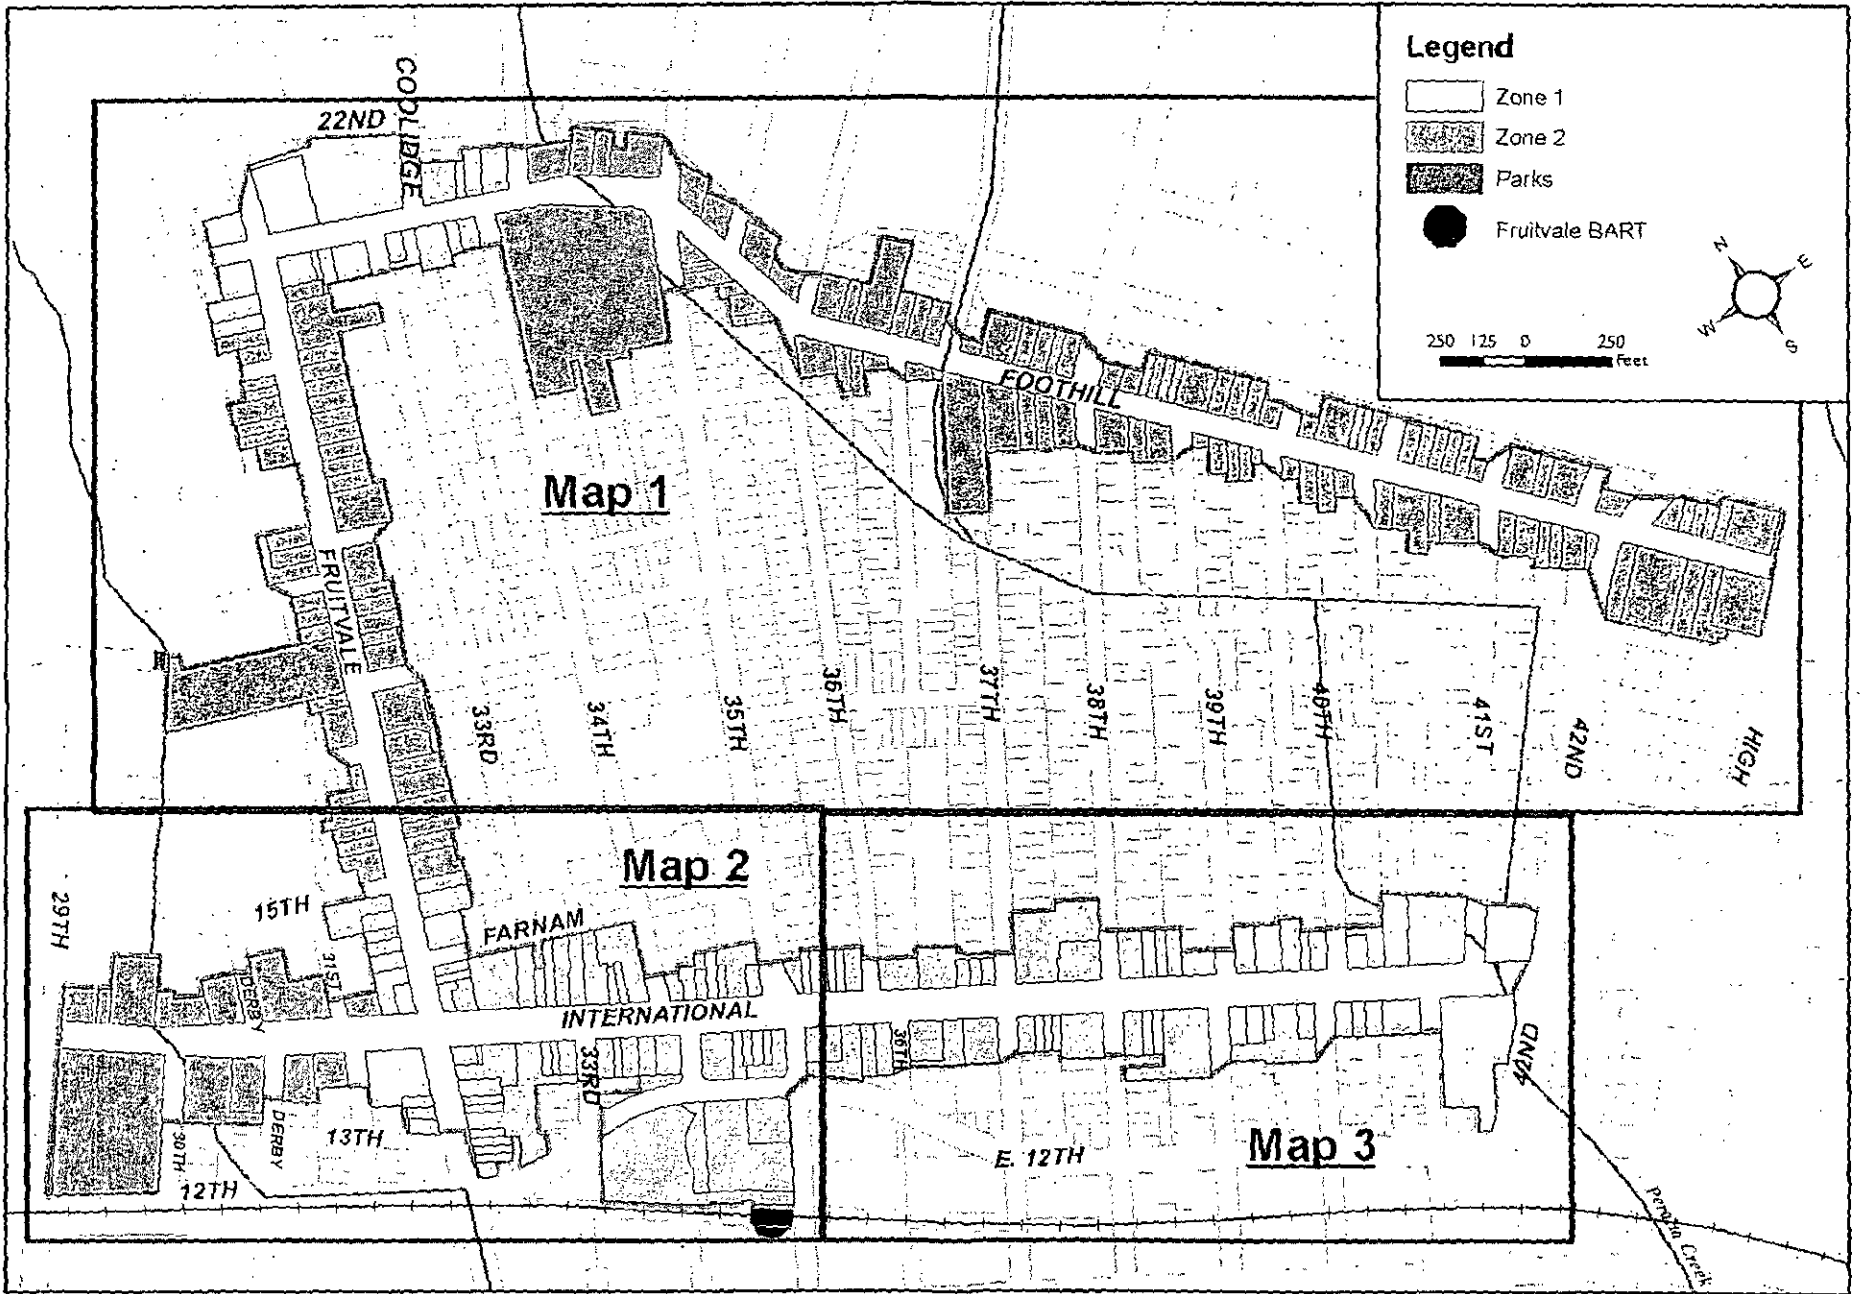 Legend
Zone 1
Zone 2
Parks
Fruitvale BART
N
E
W
S
250 125 0 250
Feet
COOLIDGE
22ND
FOOTHILL
Map 1
FRUITVALE
33RD
34TH
35TH
36TH
37TH
38TH
39TH
40TH
41ST
42ND
HIGH
Map 2
29TH
15TH
FARNAM
31ST
DERBY
INTERNATIONAL
33RD
36TH
42ND
30TH
DERBY
13TH
12TH
E. 12TH
Map 3
Peralta Creek